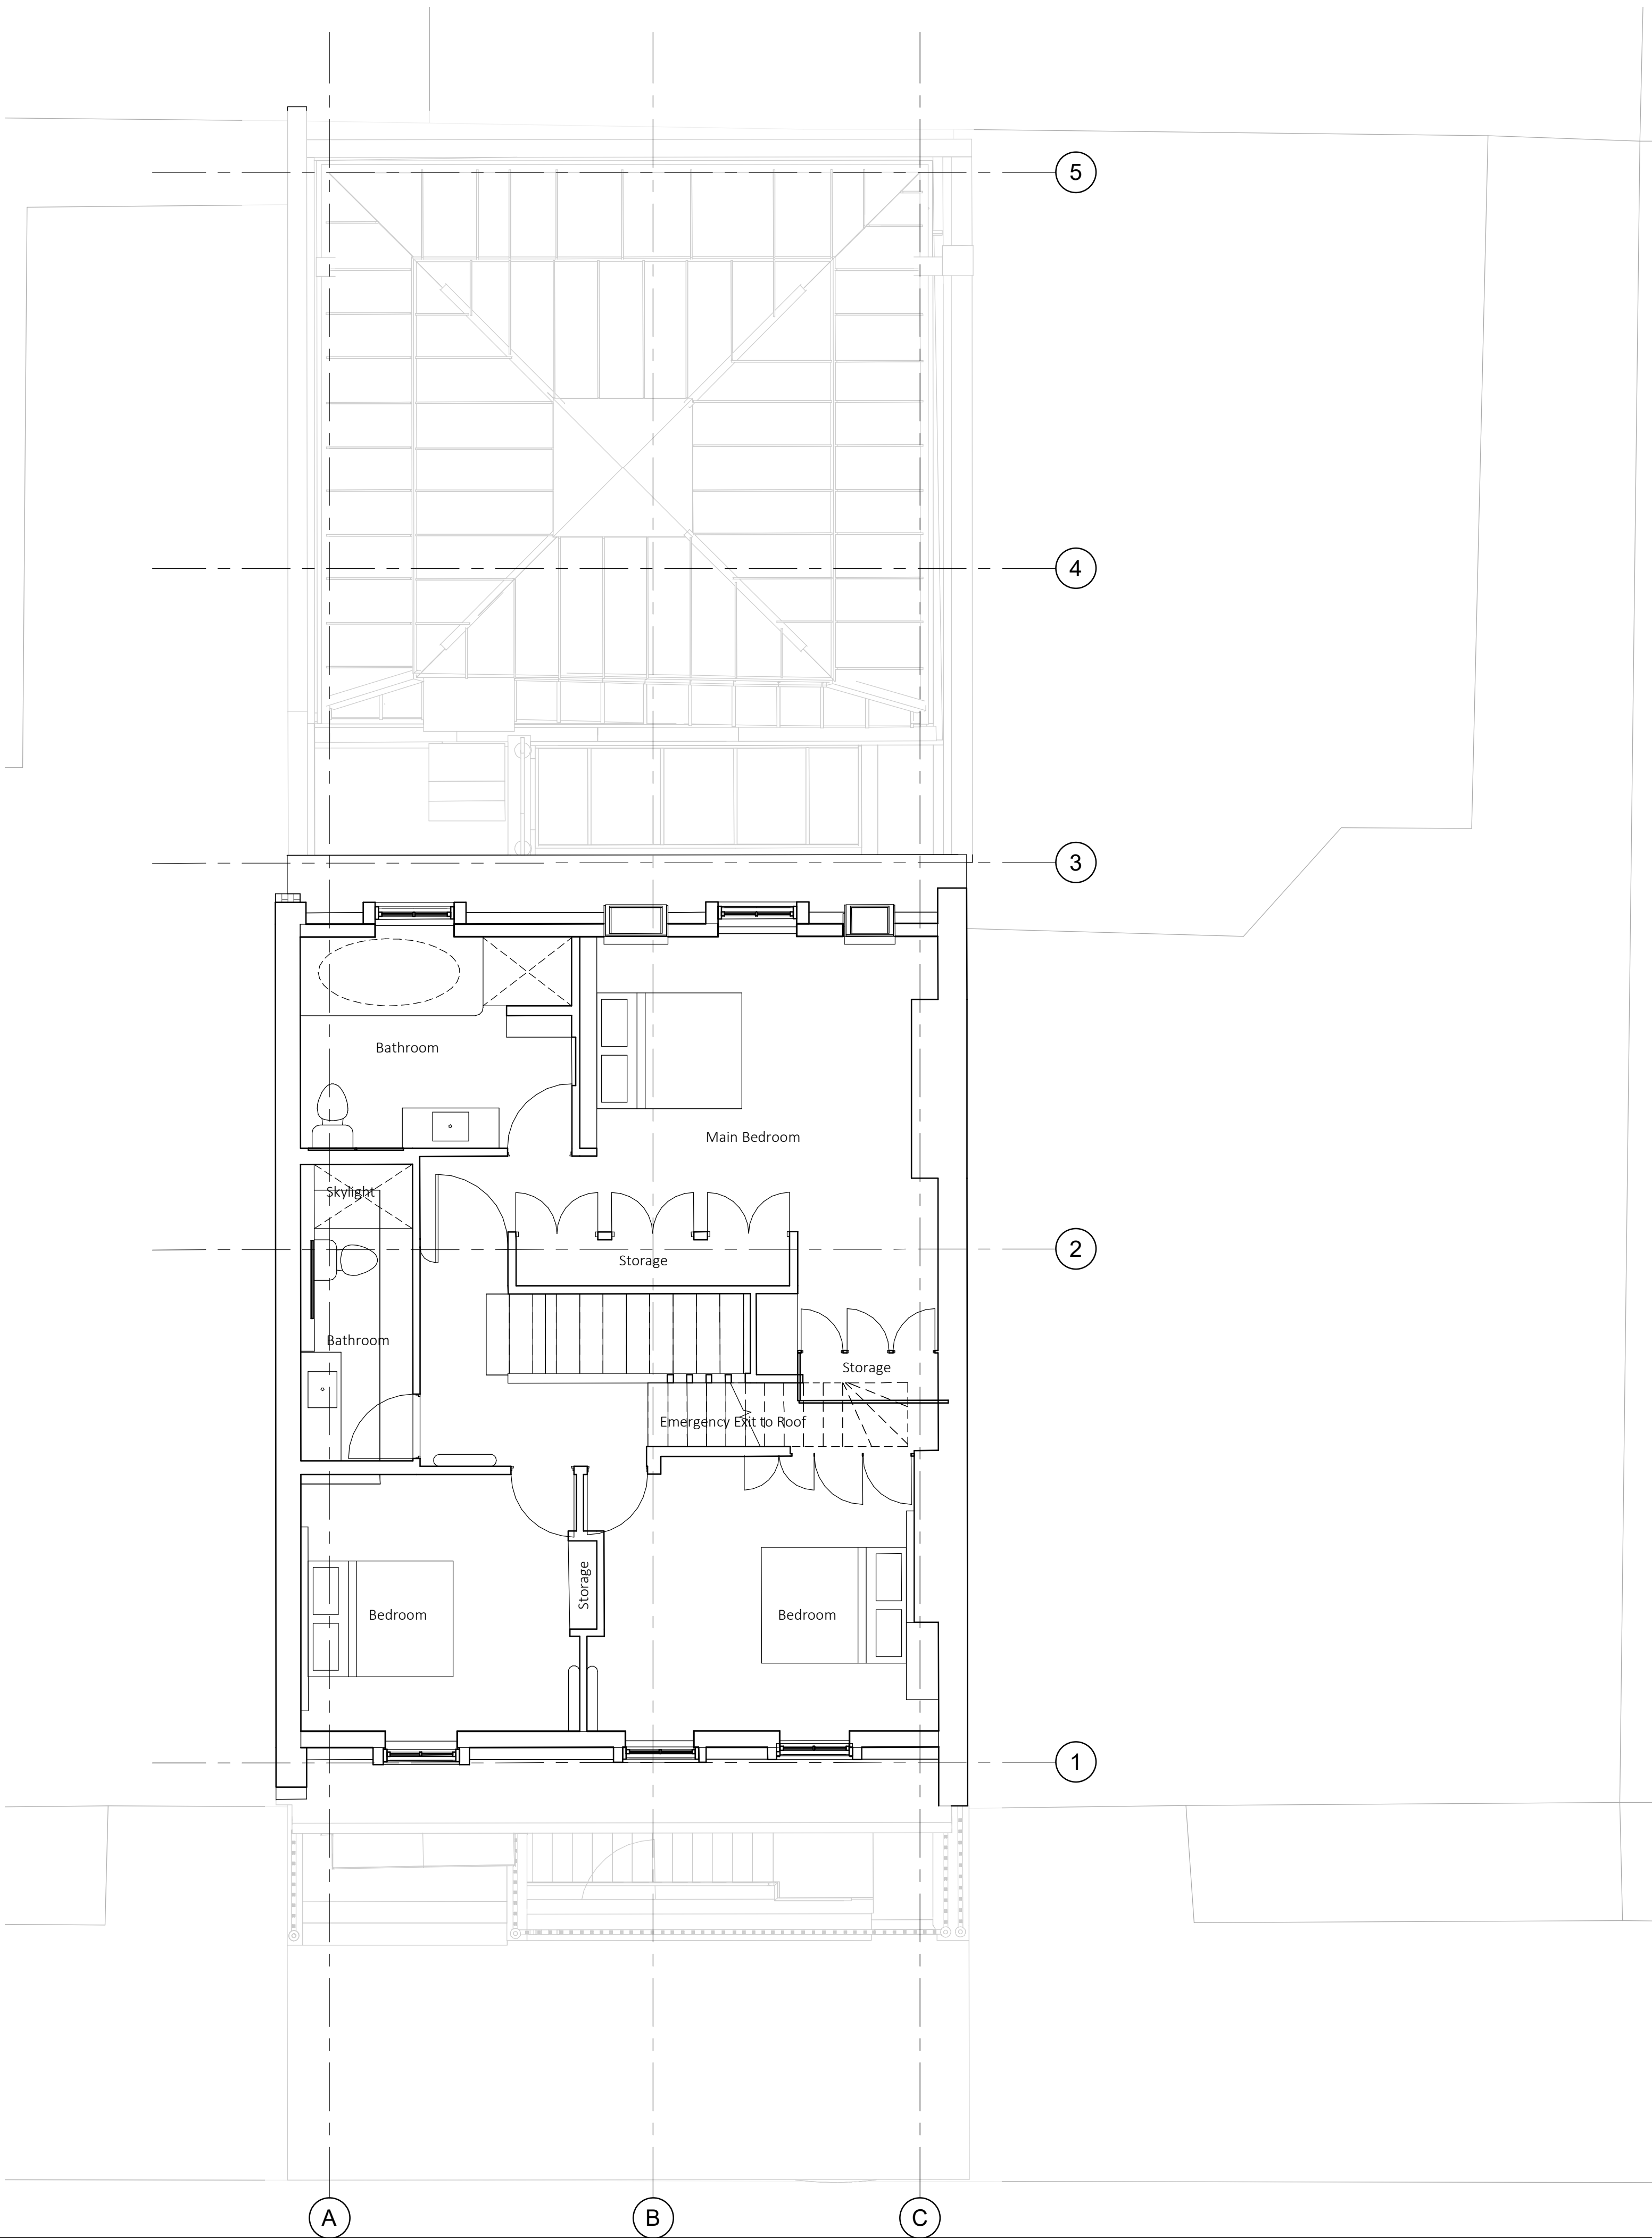 5
4
3
Bathroom
Main Bedroom
Skylight
2
Storage
Bathroom
Storage
Emergency Exit to Roof
Storage
Bedroom
Bedroom
1
A
B
C